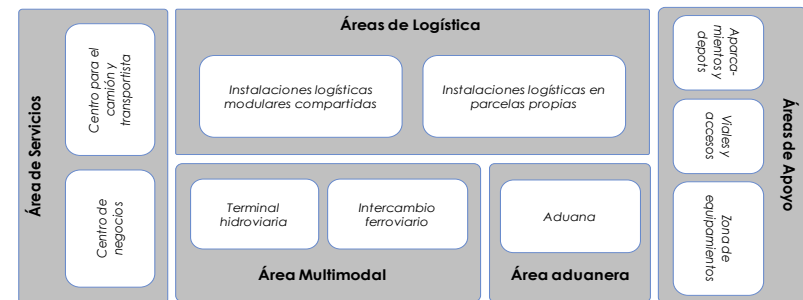 Área de Servicios
Centro para el
camión y
transportista
Centro de
negocios
Áreas de Logística
Instalaciones logísticas
modulares compartidas
Instalaciones logísticas en
parcelas propias
Terminal
hidroviaria
Intercambio
ferroviario
Área Multimodal
Aduana
Área aduanera
Aparca-
mientos y
depots
Viales y
accesos
Zona de
equipamientos
Áreas de Apoyo